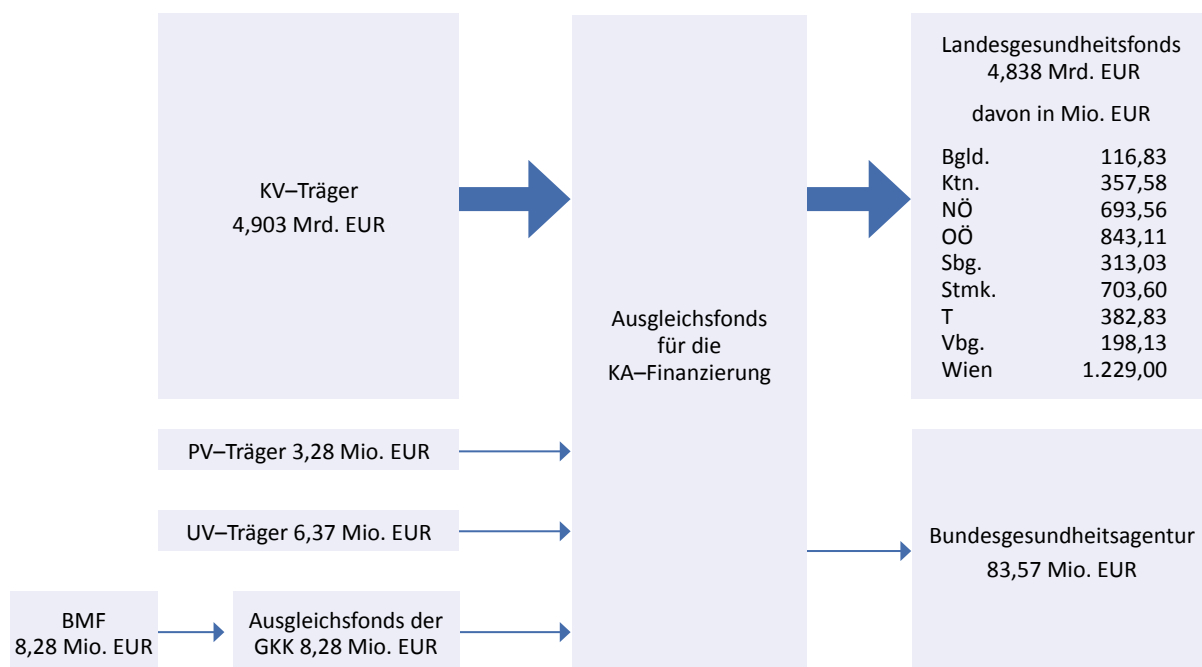 KV–Träger
4,903 Mrd. EUR
PV–Träger 3,28 Mio. EUR
UV–Träger 6,37 Mio. EUR
BMF
8,28 Mio. EUR
Ausgleichsfonds der
GKK 8,28 Mio. EUR
Ausgleichsfonds
für die
KA–Finanzierung
Landesgesundheitsfonds
4,838 Mrd. EUR
davon in Mio. EUR
Bgld. 116,83
Ktn. 357,58
NÖ 693,56
OÖ 843,11
Sbg. 313,03
Stmk. 703,60
T 382,83
Vbg. 198,13
Wien 1.229,00
Bundesgesundheitsagentur
83,57 Mio. EUR